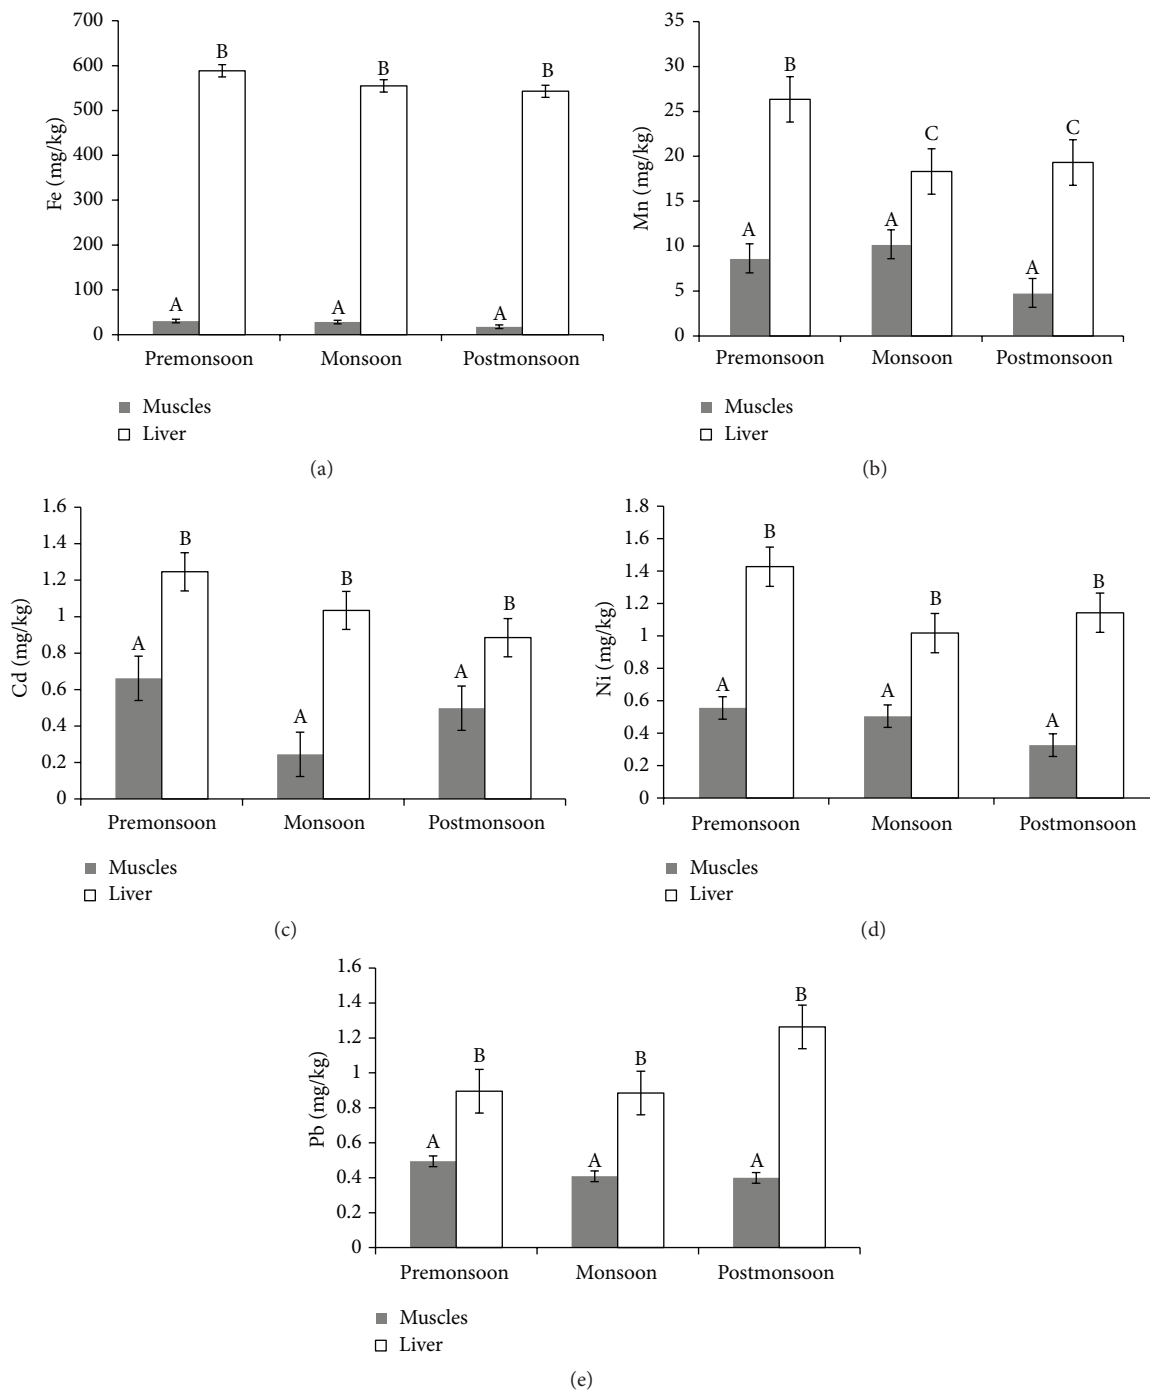 700
600
500
400
300
200
100
0
Fe (mg/kg)
B
B
B
A
A
A
Premonsoon Monsoon Postmonsoon
Muscles
Liver
(a)
35
30
25
20
15
10
5
0
Mn (mg/kg)
B
C
C
A
A
A
Premonsoon Monsoon Postmonsoon
Muscles
Liver
(b)
1.6
1.4
1.2
1
0.8
0.6
0.4
0.2
0
Cd (mg/kg)
B
B
B
A
A
A
Premonsoon Monsoon Postmonsoon
Muscles
Liver
(c)
1.8
1.6
1.4
1.2
1
0.8
0.6
0.4
0.2
0
Ni (mg/kg)
B
B
B
A
A
A
Premonsoon Monsoon Postmonsoon
Muscles
Liver
(d)
1.6
1.4
1.2
1
0.8
0.6
0.4
0.2
0
Pb (mg/kg)
B
B
B
A
A
A
Premonsoon Monsoon Postmonsoon
Muscles
Liver
(e)